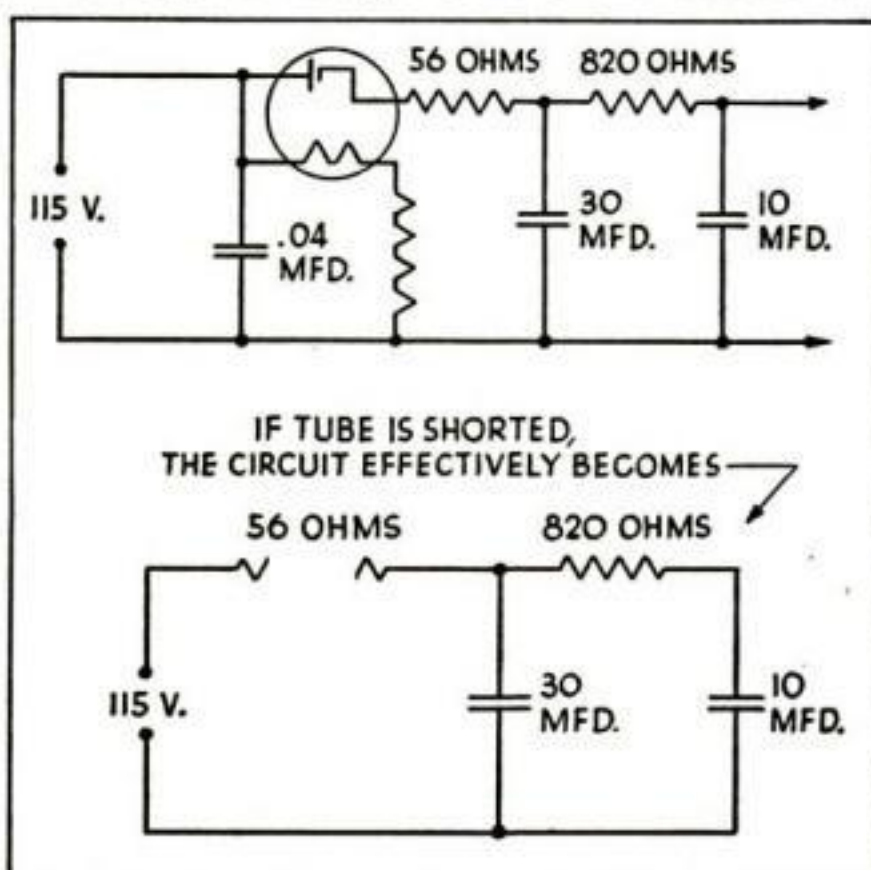 56 OHMS 820 OHMS
115 V.
.04
MFD.
30
MFD.
10
MFD.
IF TUBE IS SHORTED,
THE CIRCUIT EFFECTIVELY BECOMES
56 OHMS 820 OHMS
115 V.
30
MFD.
10
MFD.